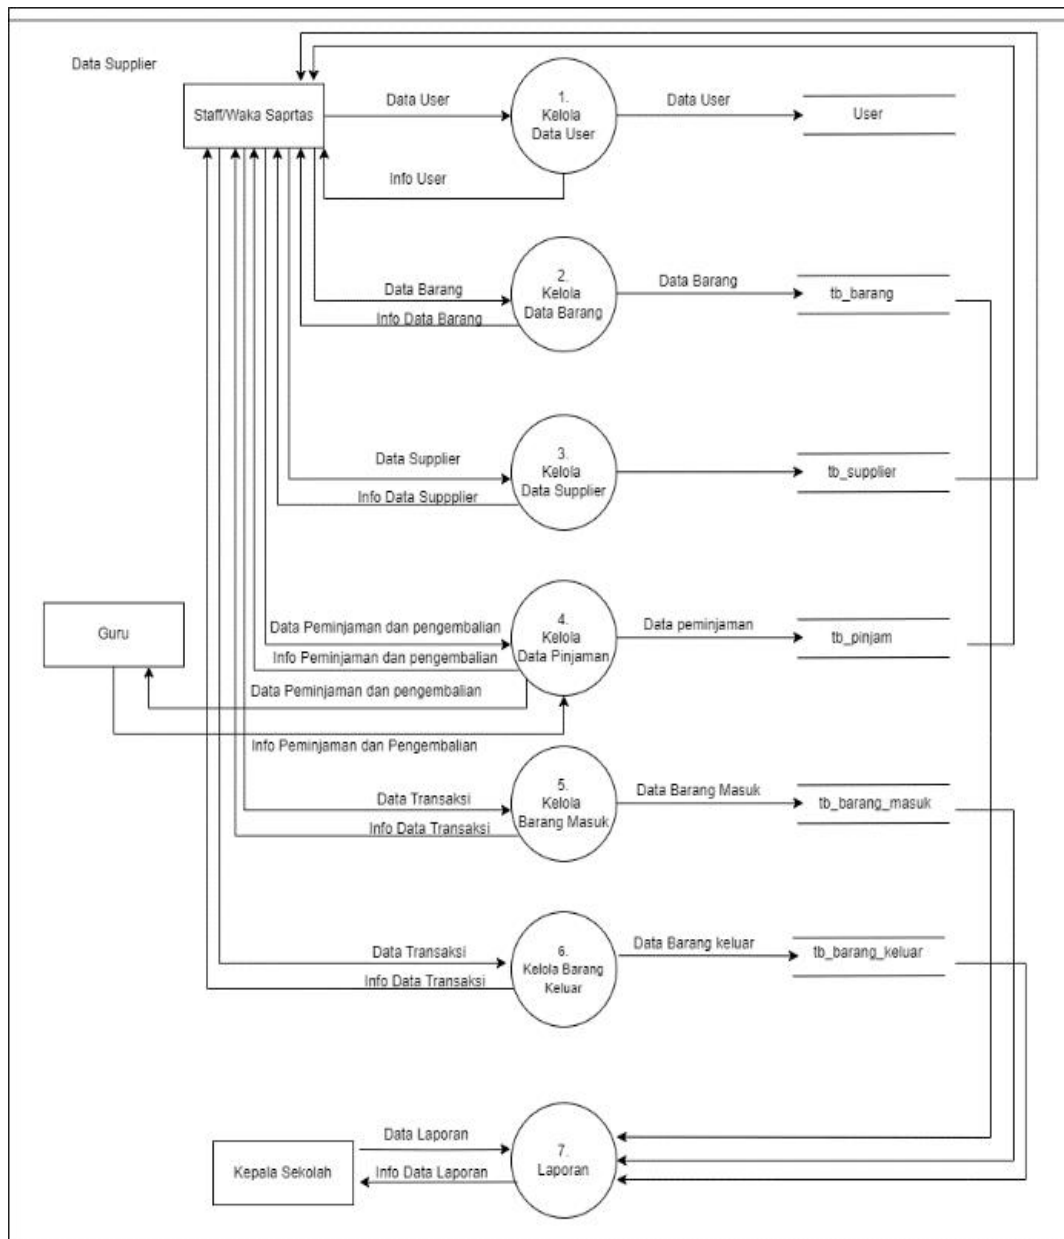 Data Supplier
Staff/Waka Saprtas
Data User
1.
Kelola
Data User
Data User
User
Info User
Data Barang
Info Data Barang
2.
Kelola
Data Barang
Data Barang
tb_barang
Data Supplier
Info Data Suppplier
3.
Kelola
Data Supplier
tb_supplier
Guru
Data Peminjaman dan pengembalian
Info Peminjaman dan pengembalian
Data Peminjaman dan pengembalian
Info Peminjaman dan Pengembalian
4.
Kelola
Data Pinjaman
Data peminjaman
tb_pinjam
Data Transaksi
Info Data Transaksi
5.
Kelola
Barang Masuk
Data Barang Masuk
tb_barang_masuk
Data Transaksi
Info Data Transaksi
6.
Kelola Barang
Keluar
Data Barang keluar
tb_barang_keluar
Kepala Sekolah
Data Laporan
Info Data Laporan
7.
Laporan